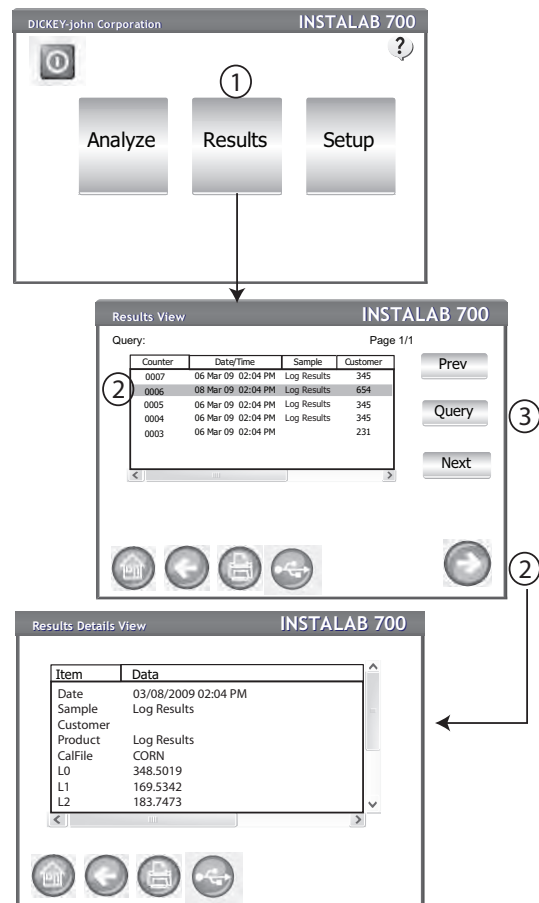 DICKEY-john Corporation INSTALAB 700
?
1
Analyze Results Setup
Results View INSTALAB 700
Query: Page 1/1
Counter Date/Time Sample Customer
0007 06 Mar 09 02:04 PM Log Results 345
0006 08 Mar 09 02:04 PM Log Results 654
0005 06 Mar 09 02:04 PM Log Results 345
0004 06 Mar 09 02:04 PM Log Results 345
0003 06 Mar 09 02:04 PM 231
2
Prev
Query
3
Next
2
Results Details View INSTALAB 700
Item Data
Date 03/08/2009 02:04 PM
Sample Log Results
Customer
Product Log Results
CalFile CORN
L0 348.5019
L1 169.5342
L2 183.7473